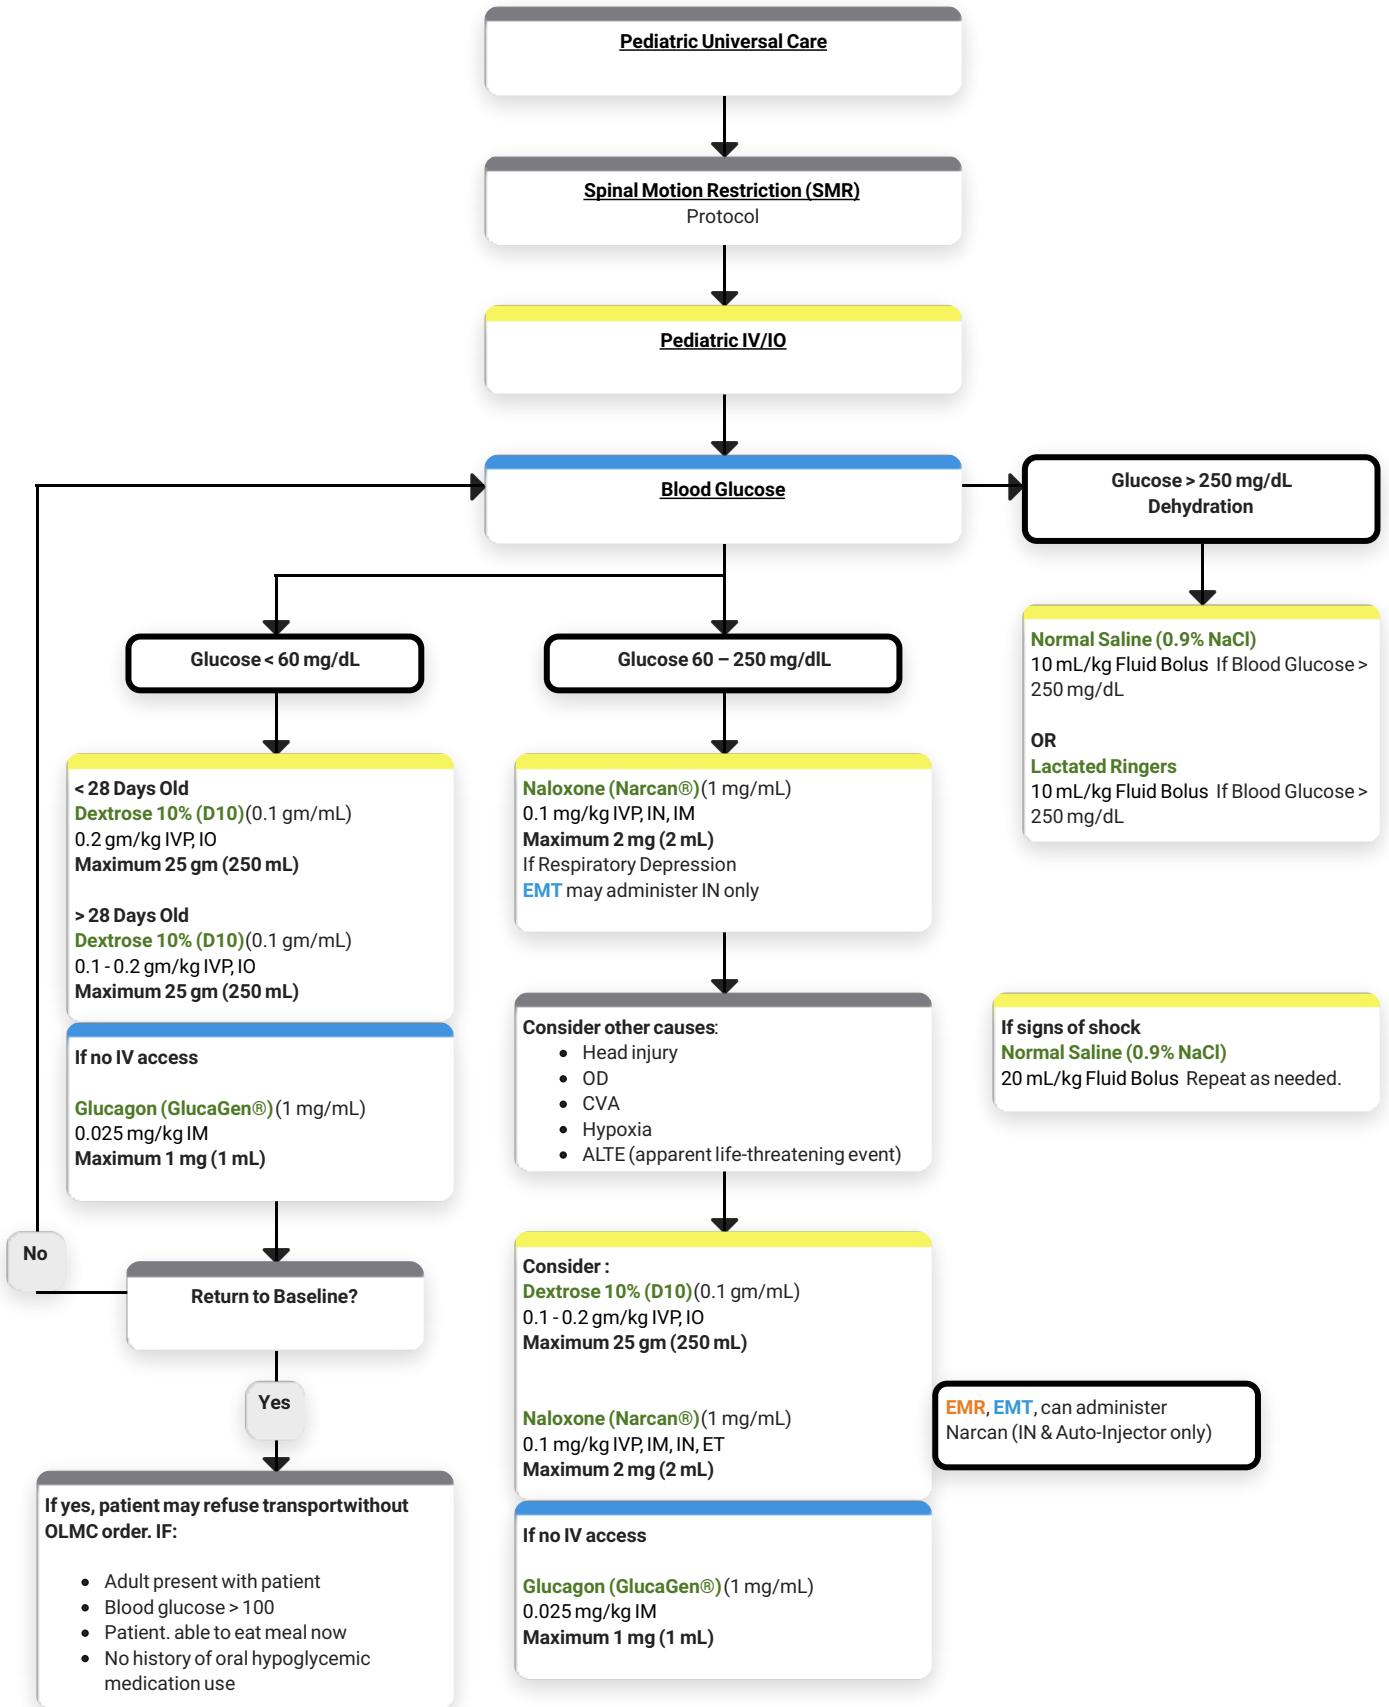 Pediatric Universal Care
Spinal Motion Restriction (SMR)
Protocol
Pediatric IV/IO
Blood Glucose
Glucose > 250 mg/dL
Dehydration
Normal Saline (0.9% NaCl)
10 mL/kg Fluid Bolus If Blood Glucose >
250 mg/dL
OR
Lactated Ringers
10 mL/kg Fluid Bolus If Blood Glucose >
250 mg/dL
Glucose < 60 mg/dL
Glucose 60 – 250 mg/dlL
< 28 Days Old
Dextrose 10% (D10)(0.1 gm/mL)
0.2 gm/kg IVP, IO
Maximum 25 gm (250 mL)
> 28 Days Old
Dextrose 10% (D10)(0.1 gm/mL)
0.1 - 0.2 gm/kg IVP, IO
Maximum 25 gm (250 mL)
If no IV access
Glucagon (GlucaGen®)(1 mg/mL)
0.025 mg/kg IM
Maximum 1 mg (1 mL)
No
Return to Baseline?
Yes
If yes, patient may refuse transportwithout
OLMC order. IF:
• Adult present with patient
• Blood glucose > 100
• Patient. able to eat meal now
• No history of oral hypoglycemic
medication use
Naloxone (Narcan®)(1 mg/mL)
0.1 mg/kg IVP, IN, IM
Maximum 2 mg (2 mL)
If Respiratory Depression
EMT may administer IN only
Consider other causes:
• Head injury
• OD
• CVA
• Hypoxia
• ALTE (apparent life-threatening event)
If signs of shock
Normal Saline (0.9% NaCl)
20 mL/kg Fluid Bolus Repeat as needed.
Consider :
Dextrose 10% (D10)(0.1 gm/mL)
0.1 - 0.2 gm/kg IVP, IO
Maximum 25 gm (250 mL)
Naloxone (Narcan®)(1 mg/mL)
0.1 mg/kg IVP, IM, IN, ET
Maximum 2 mg (2 mL)
EMR, EMT, can administer
Narcan (IN & Auto-Injector only)
If no IV access
Glucagon (GlucaGen®)(1 mg/mL)
0.025 mg/kg IM
Maximum 1 mg (1 mL)